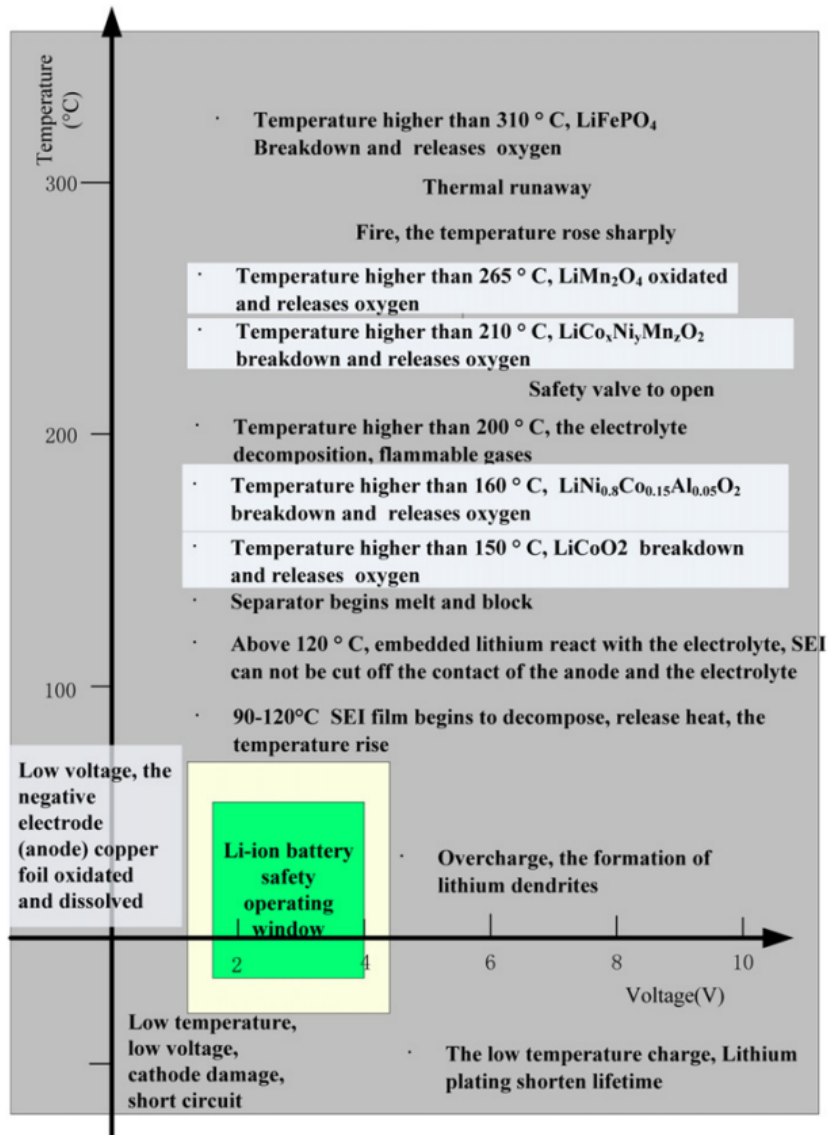 Temperature
(°C)
· Temperature higher than 310 ° C, LiFePO₄
Breakdown and releases oxygen
300
Thermal runaway
Fire, the temperature rose sharply
· Temperature higher than 265 ° C, LiMn₂O₄ oxidated
and releases oxygen
· Temperature higher than 210 ° C, LiCoₓNiᵧMn_zO₂
breakdown and releases oxygen
Safety valve to open
200
· Temperature higher than 200 ° C, the electrolyte
decomposition, flammable gases
· Temperature higher than 160 ° C, LiNi₀.₈Co₀.₁₅Al₀.₀₅O₂
breakdown and releases oxygen
· Temperature higher than 150 ° C, LiCoO2 breakdown
and releases oxygen
· Separator begins melt and block
· Above 120 ° C, embedded lithium react with the electrolyte, SEI
can not be cut off the contact of the anode and the electrolyte
100
· 90-120°C SEI film begins to decompose, release heat, the
temperature rise
Low voltage, the
negative
electrode
(anode) copper
foil oxidated
and dissolved
Li-ion battery
safety
operating
window
· Overcharge, the formation of
lithium dendrites
2 4 6 8 10
Voltage(V)
Low temperature,
low voltage,
cathode damage,
short circuit
· The low temperature charge, Lithium
plating shorten lifetime